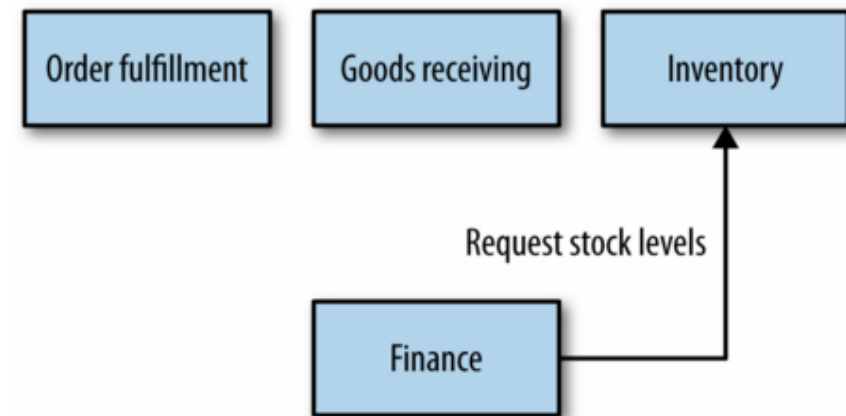 Order fulfillment
Goods receiving
Inventory
Request stock levels
Finance